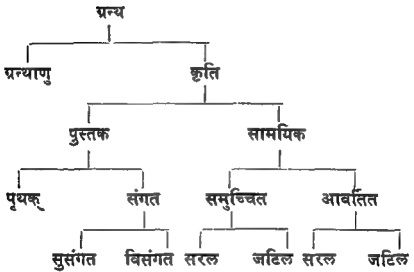 ग्रन्थ
ग्रन्थाणु कृति
पुस्तक सामयिक
पृथक् संगत समुच्चित आवर्तित
सुसंगत विसंगत सरल जटिल सरल जटिल